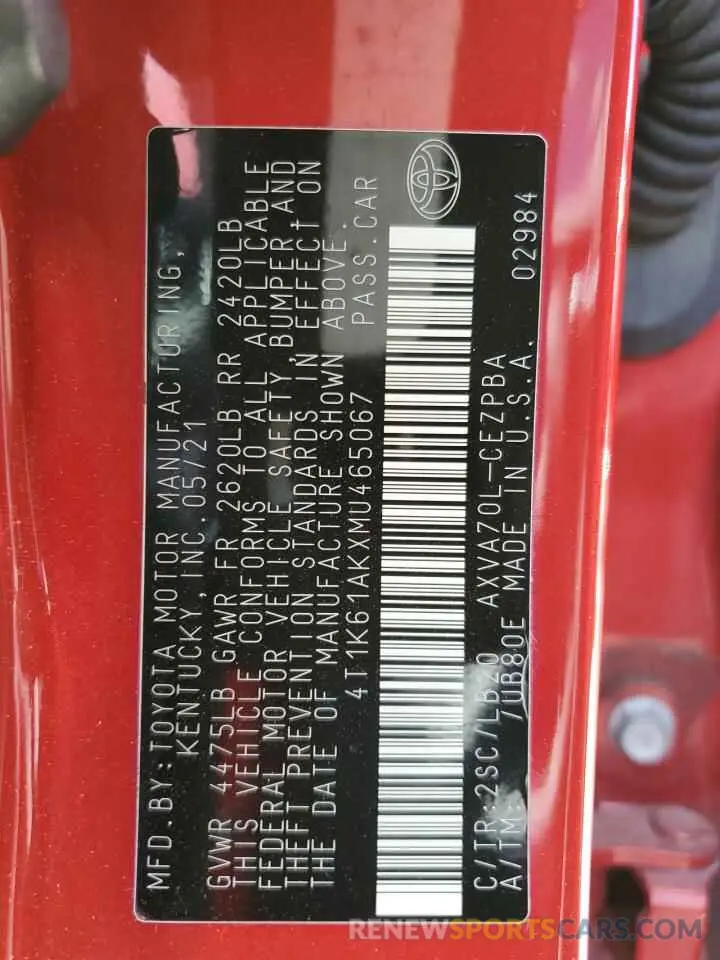 MFD.BY:TOYOTA MOTOR MANUFACTURING,
KENTUCKY,INC.05/21
GVWR 4475LB GAWR FR 2620LB RR 2420LB
THIS VEHICLE CONFORMS TO ALL APPLICABLE
FEDERAL MOTOR VEHICLE SAFETY,BUMPER,AND
THEFT PREVENTION STANDARDS IN EFFECT ON
THE DATE OF MANUFACTURE SHOWN ABOVE.
4T1K61AKXMU465067 PASS.CAR
C/TR:2SC/LB20 AXVA70L-CEZPBA
A/TM: /UB80E MADE IN U.S.A. 02984
RENEWSPORTSCARS.COM